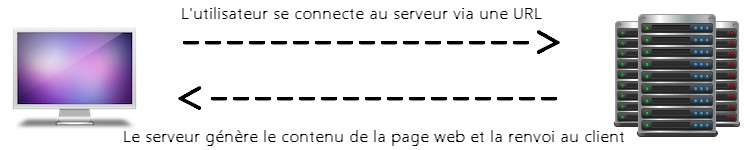 L'utilisateur se connecte au serveur via une URL
Le serveur génère le contenu de la page web et la renvoi au client